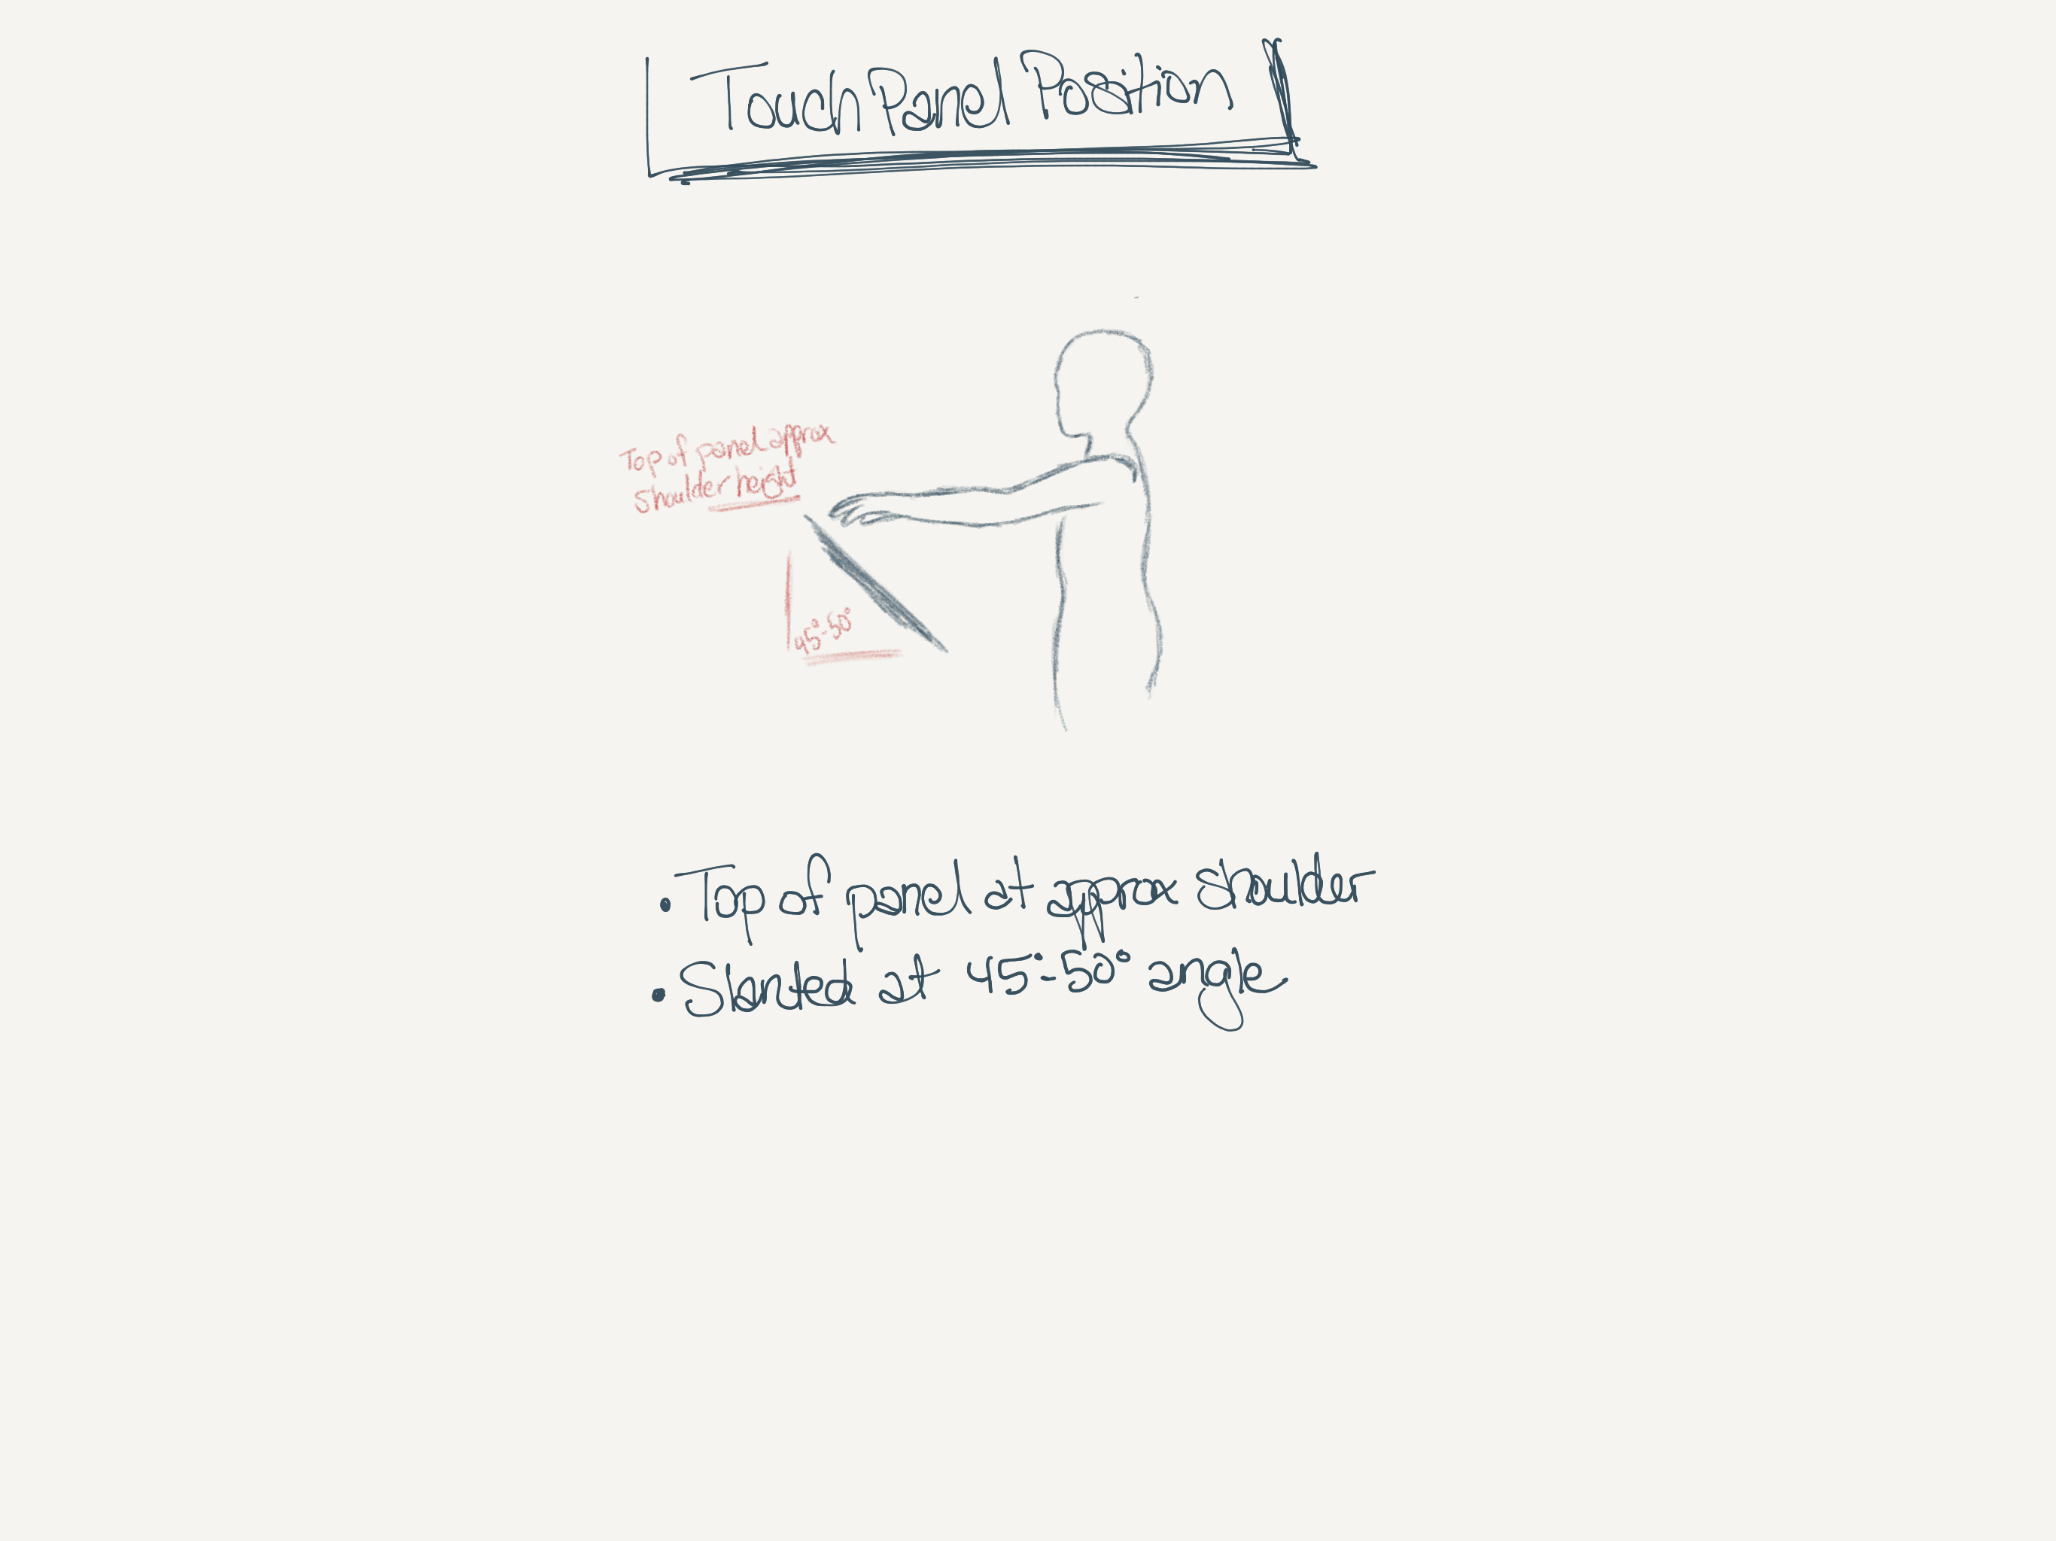 Touch Panel Position
Top of panel approx
shoulder height
45°-50°
• Top of panel at approx shoulder
• Slanted at 45°-50° angle